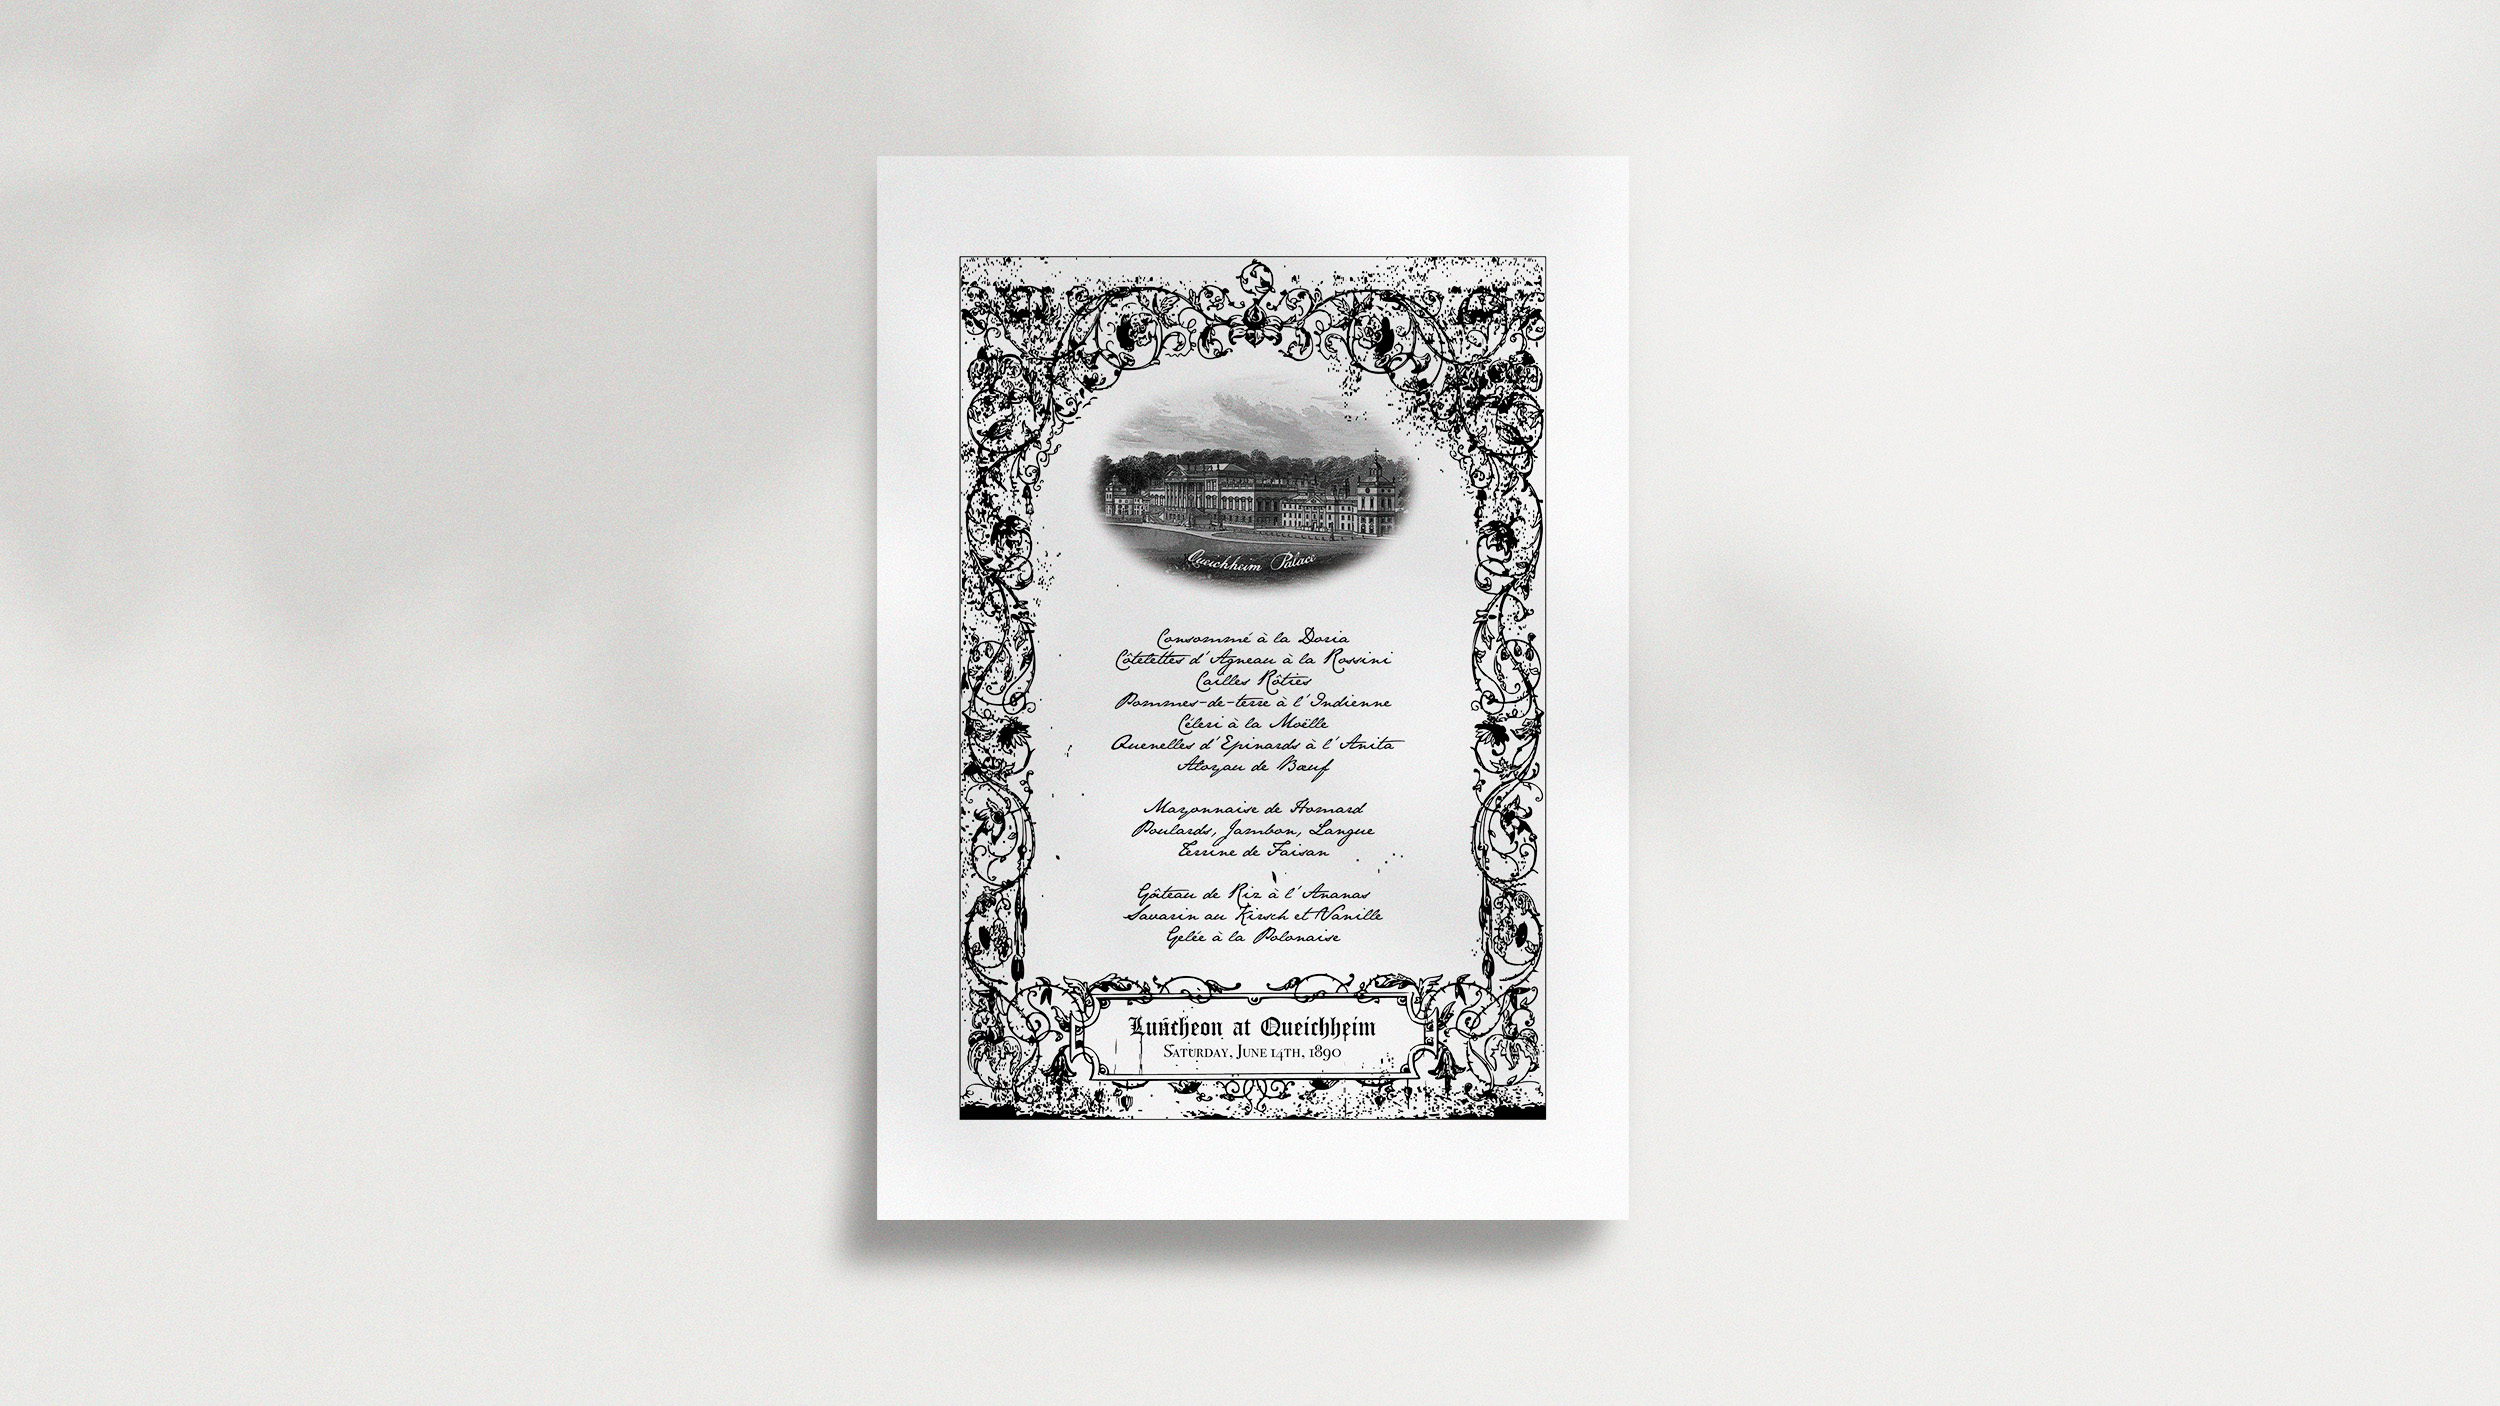 Queichheim Palace
Consommé à la Doria
Côtelettes d'Agneau à la Rossini
Cailles Rôties
Pommes-de-terre à l'Indienne
Céleri à la Moëlle
Quenelles d'Epinards à l'Anita
Aloyau de Bœuf
Mayonnaise de Homard
Poulards, Jambon, Langue
Terrine de Faisan
Gâteau de Riz à l'Ananas
Savarin au Kirsch et Vanille
Gelée à la Polonaise
Luncheon at Queichheim
Saturday, June 14th, 1890